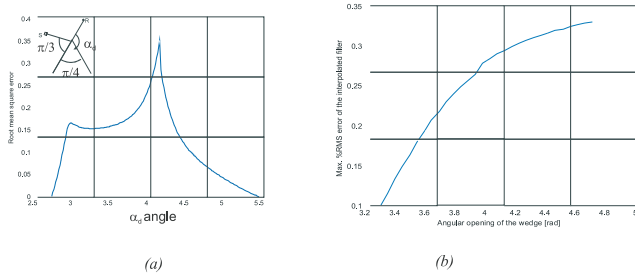 0.4
0.35
0.3
0.25
0.2
0.15
0.1
0.05
0
Root mean square error
S
R
π/3
α_d
π/4
2.5 3 3.5 4 4.5 5 5.5
α_d angle
(a)
0.35
0.3
0.25
0.2
0.15
0.1
Max. %RMS error of the interpolated filter
3.2 3.4 3.6 3.8 4 4.2 4.4 4.6 4.8 5
Angular opening of the wedge [rad]
(b)